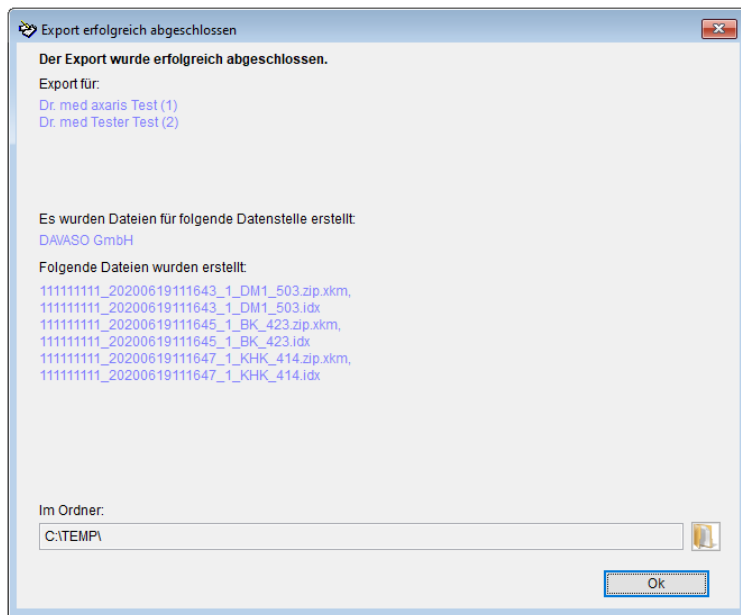 Export erfolgreich abgeschlossen
Der Export wurde erfolgreich abgeschlossen.
Export für:
Dr. med axaris Test (1)
Dr. med Tester Test (2)
Es wurden Dateien für folgende Datenstelle erstellt:
DAVASO GmbH
Folgende Dateien wurden erstellt:
111111111_20200619111643_1_DM1_503.zip.xkm,
111111111_20200619111643_1_DM1_503.idx
111111111_20200619111645_1_BK_423.zip.xkm,
111111111_20200619111645_1_BK_423.idx
111111111_20200619111647_1_KHK_414.zip.xkm,
111111111_20200619111647_1_KHK_414.idx
Im Ordner:
C:\TEMP\
Ok